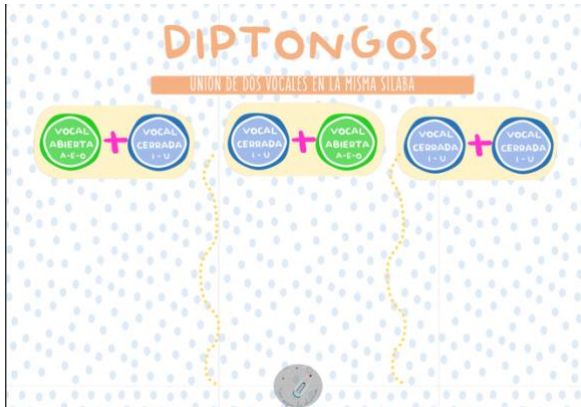 DIPTONGOS
UNIÓN DE DOS VOCALES EN LA MISMA SÍLABA
VOCAL
ABIERTA
A-E-O
+
VOCAL
CERRADA
I-U
VOCAL
CERRADA
I-U
+
VOCAL
ABIERTA
A-E-O
VOCAL
CERRADA
I-U
+
VOCAL
CERRADA
I-U